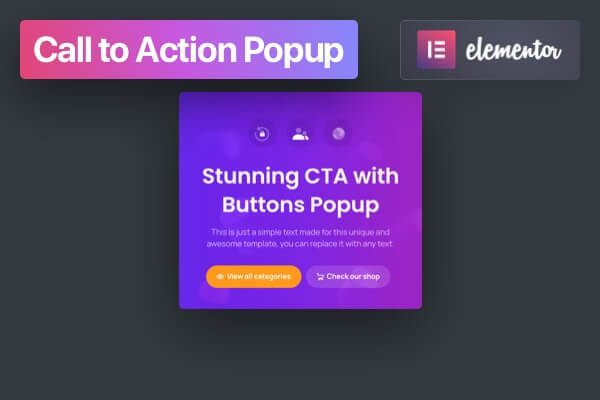 Call to Action Popup
elementor
Stunning CTA with
Buttons Popup
This is just a simple text made for this unique and
awesome template, you can replace it with any text
View all categories
Check our shop